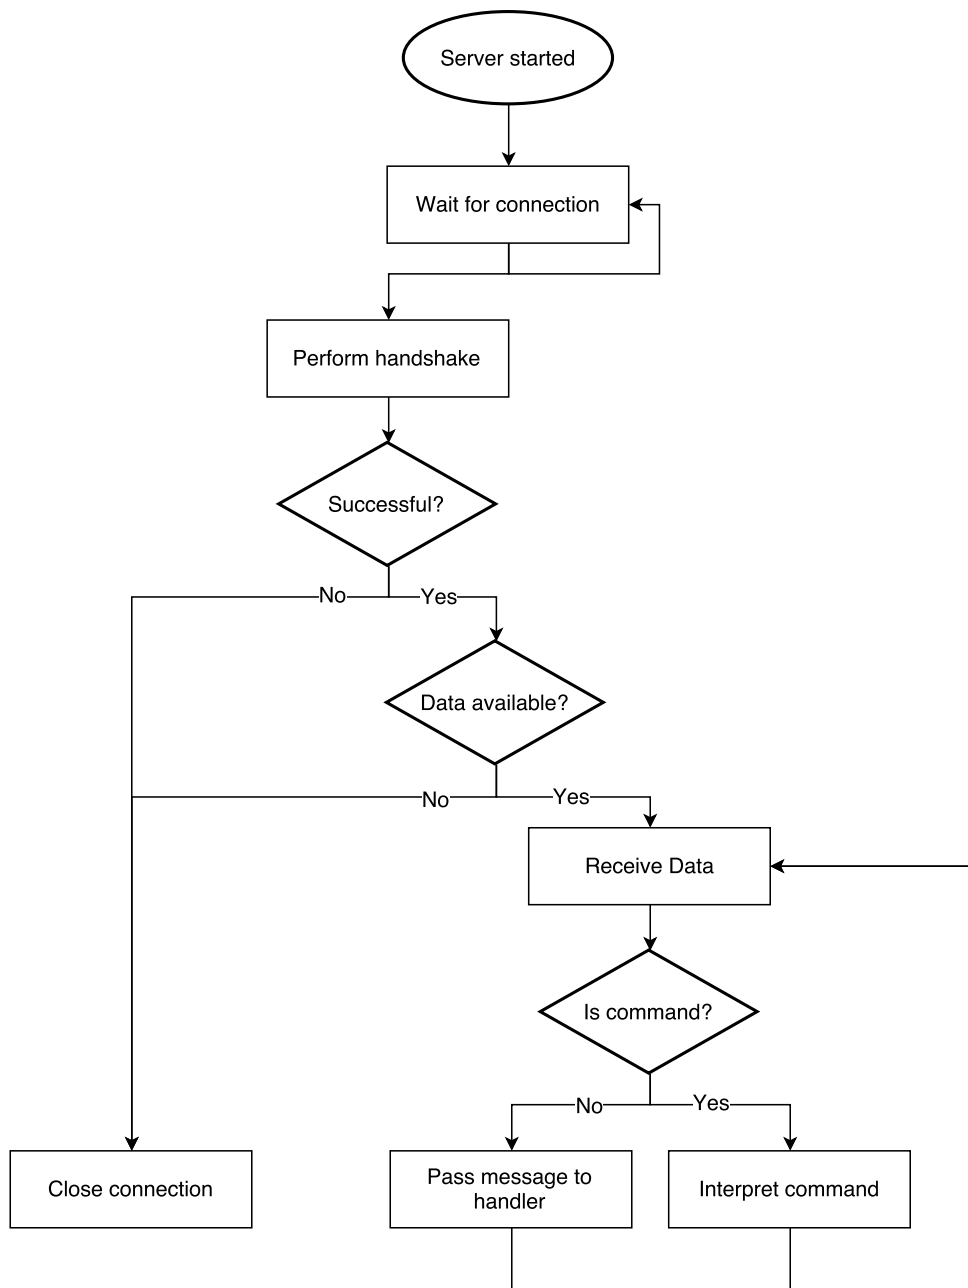 Server started
Wait for connection
Perform handshake
Successful?
No
Yes
Data available?
No
Yes
Receive Data
Is command?
No
Yes
Close connection
Pass message to
handler
Interpret command